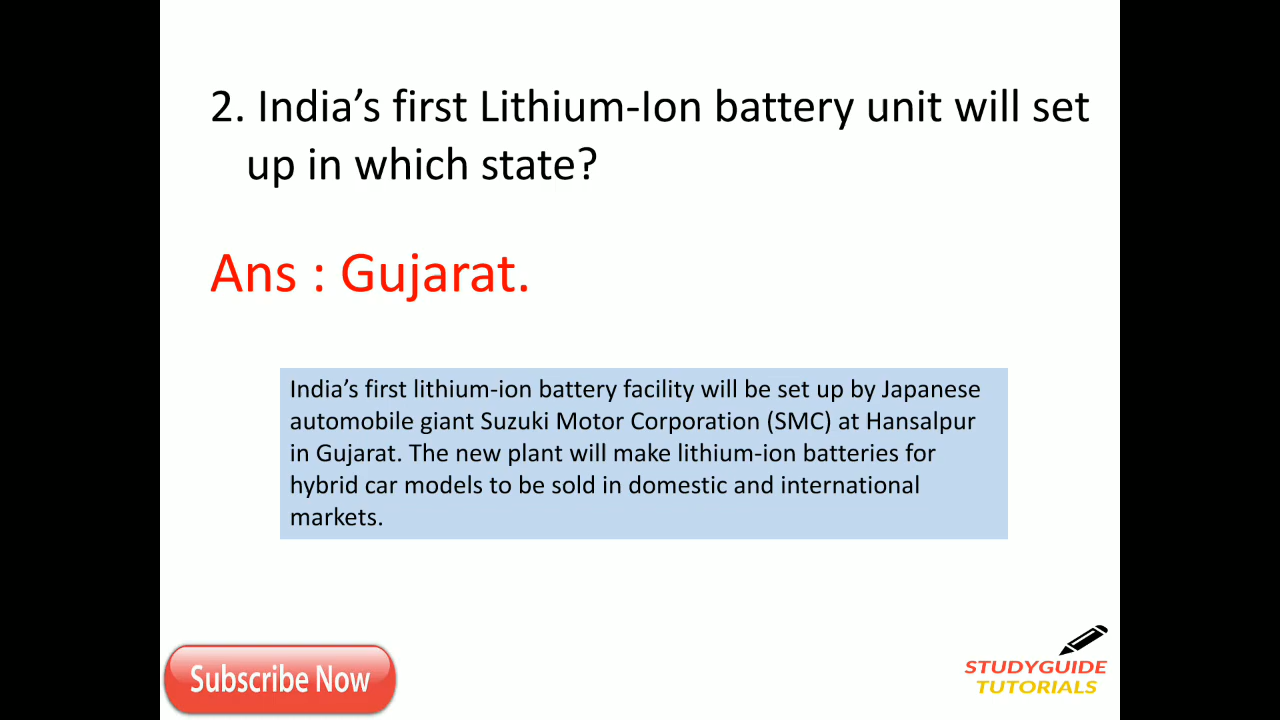 2. India’s first Lithium-Ion battery unit will set
up in which state?
Ans : Gujarat.
India’s first lithium-ion battery facility will be set up by Japanese
automobile giant Suzuki Motor Corporation (SMC) at Hansalpur
in Gujarat. The new plant will make lithium-ion batteries for
hybrid car models to be sold in domestic and international
markets.
Subscribe Now
STUDYGUIDE
TUTORIALS